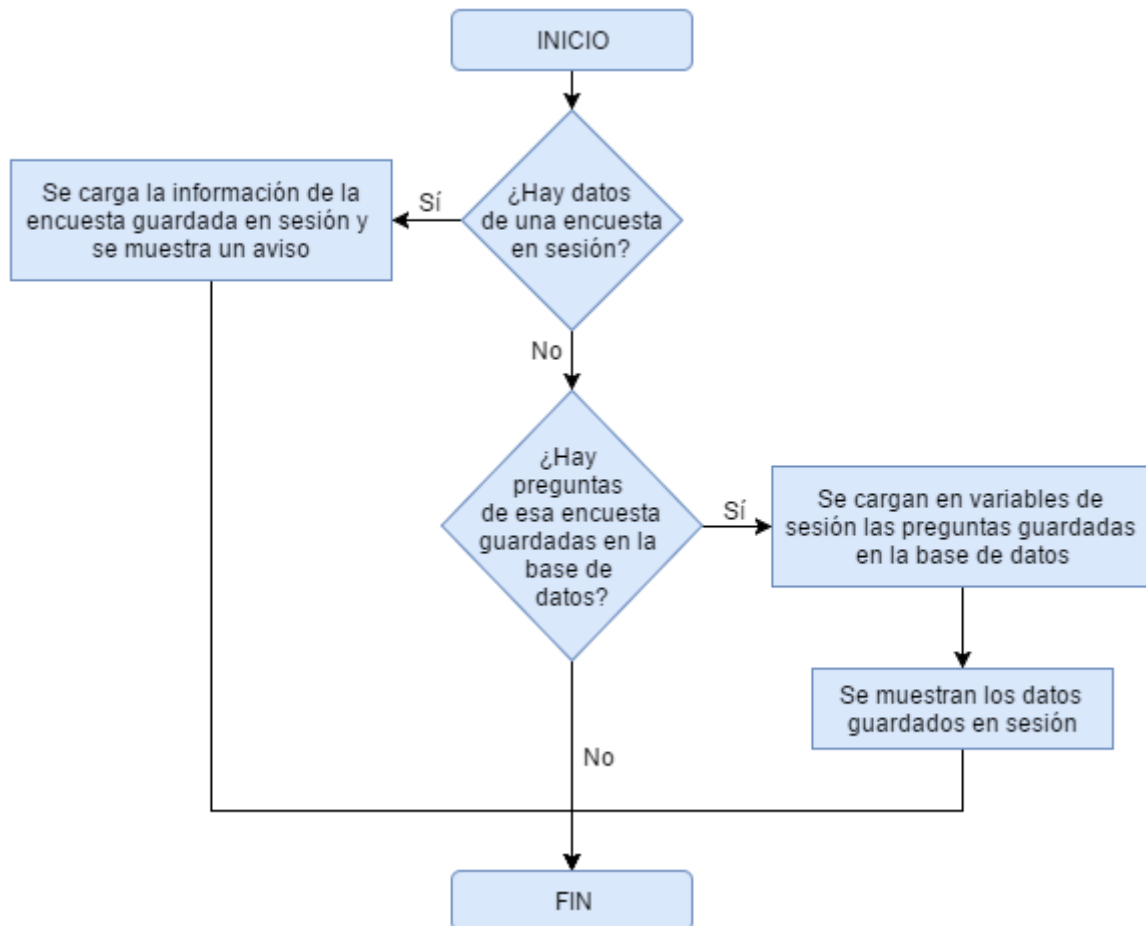 INICIO
¿Hay datos
de una encuesta
en sesión?
Sí
Se carga la información de la
encuesta guardada en sesión y
se muestra un aviso
No
¿Hay
preguntas
de esa encuesta
guardadas en la
base de
datos?
Sí
Se cargan en variables de
sesión las preguntas guardadas
en la base de datos
Se muestran los datos
guardados en sesión
No
FIN